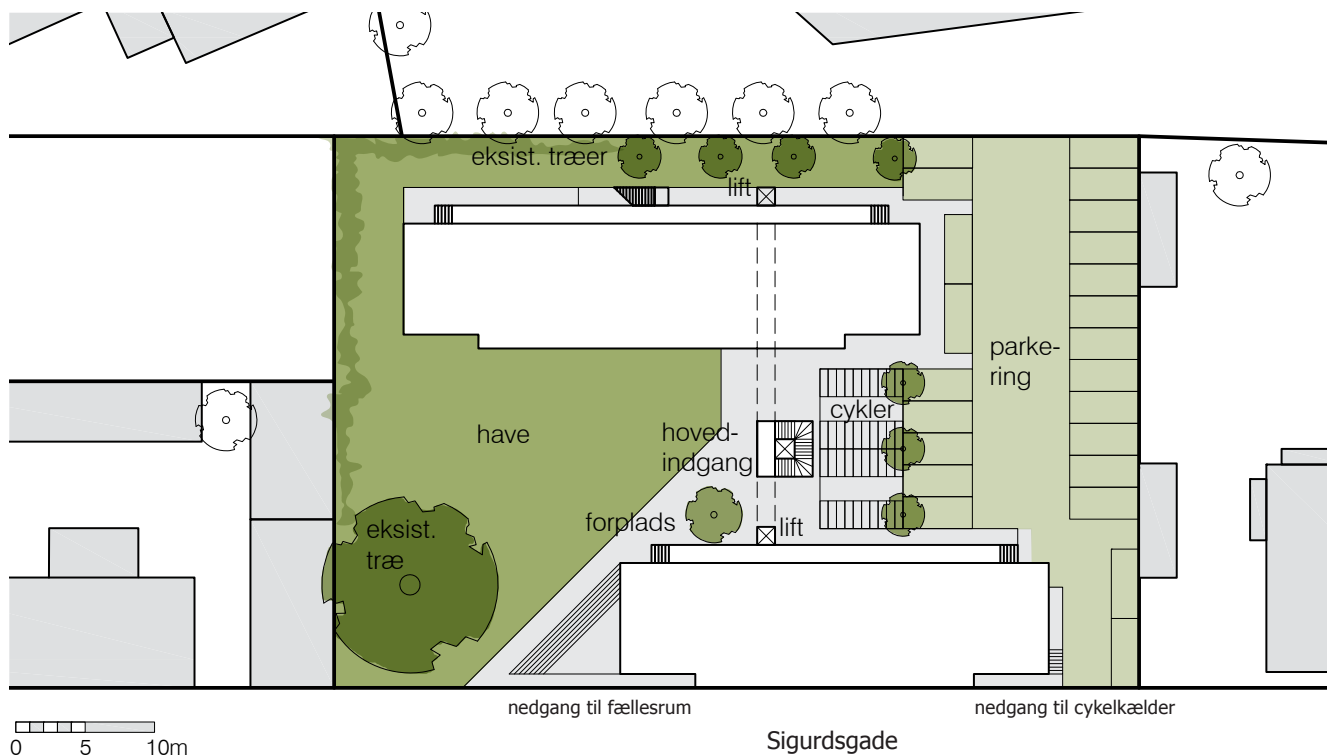 eksist. træer
lift
parke-
ring
cykler
have
hoved-
indgang
forplads
lift
eksist.
træ
nedgang til fællesrum
nedgang til cykelkælder
0 5 10m
Sigurdsgade